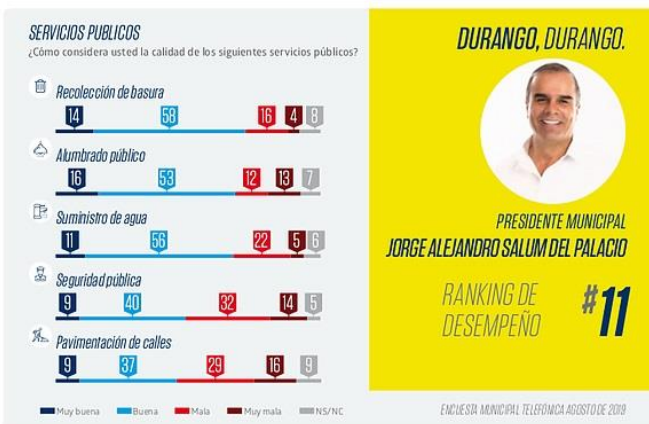 SERVICIOS PUBLICOS
¿Cómo considera usted la calidad de los siguientes servicios públicos?
Recolección de basura
14 58 16 4 8
Alumbrado público
16 53 12 13 7
Suministro de agua
11 56 22 5 6
Seguridad pública
9 40 32 14 5
Pavimentación de calles
9 37 29 16 9
Muy buena Buena Mala Muy mala NS/NC
DURANGO, DURANGO.
PRESIDENTE MUNICIPAL
JORGE ALEJANDRO SALUM DEL PALACIO
RANKING DE
DESEMPEÑO
#11
ENCUESTA MUNICIPAL TELEFÓNICA AGOSTO DE 2019